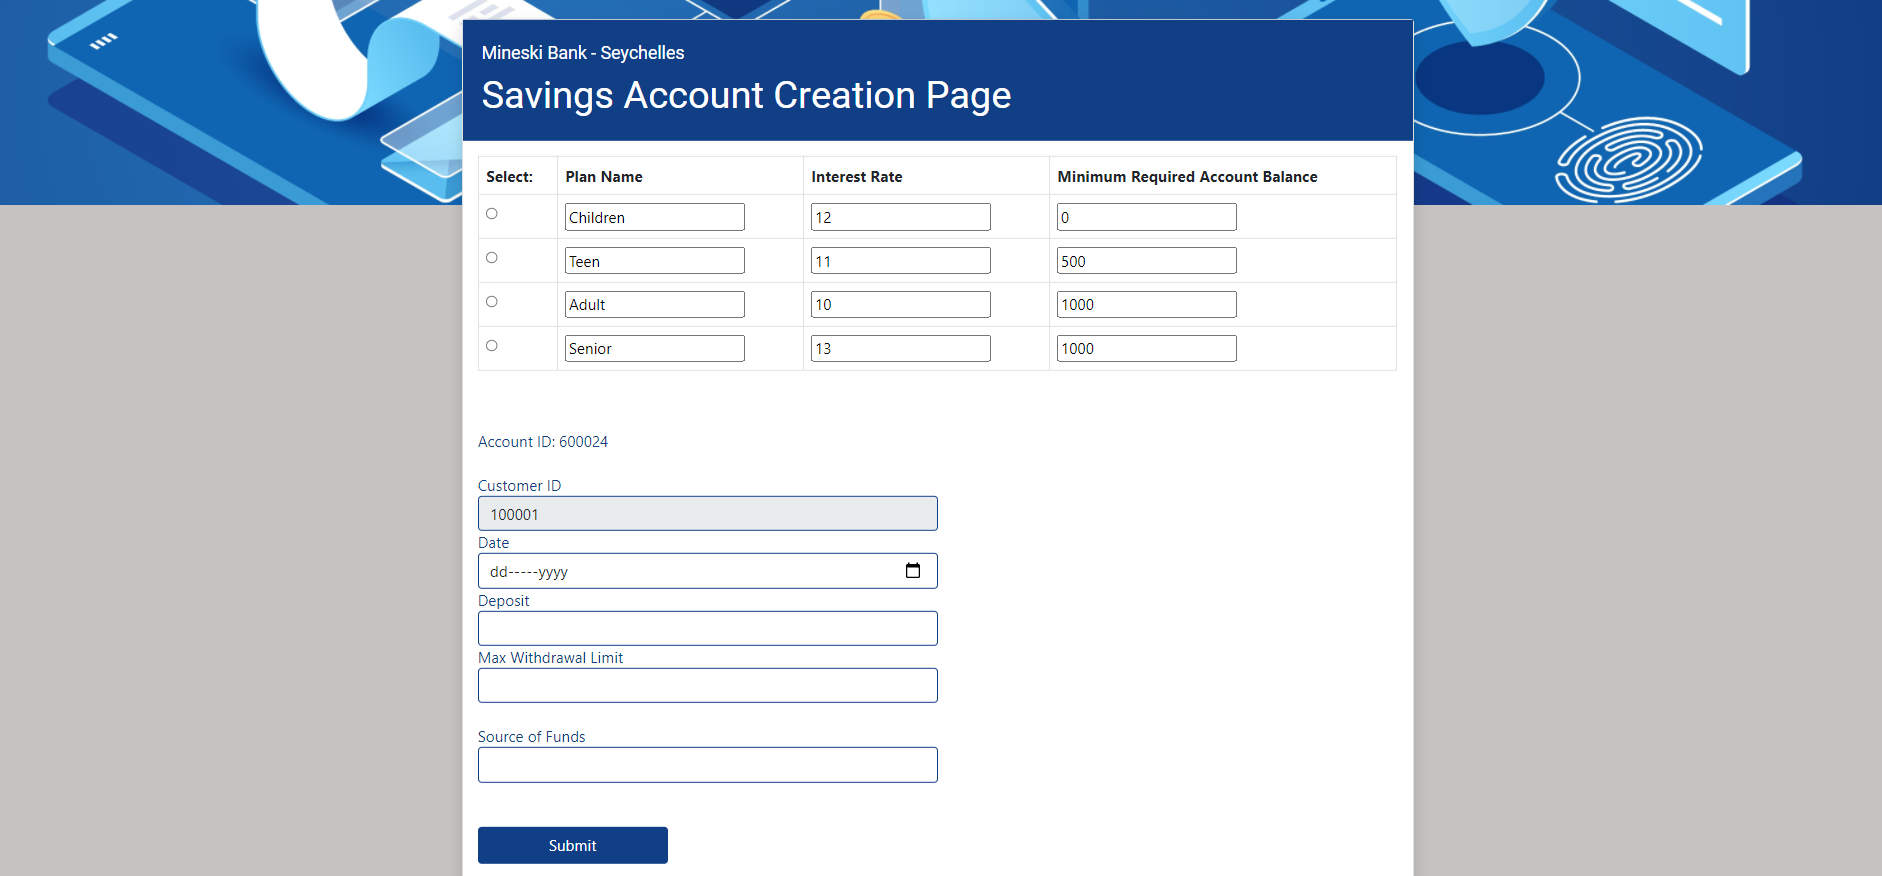 Mineski Bank - Seychelles
Savings Account Creation Page
Select: Plan Name Interest Rate Minimum Required Account Balance
Children 12 0
Teen 11 500
Adult 10 1000
Senior 13 1000
Account ID: 600024
Customer ID
100001
Date
dd-----yyyy
Deposit
Max Withdrawal Limit
Source of Funds
Submit